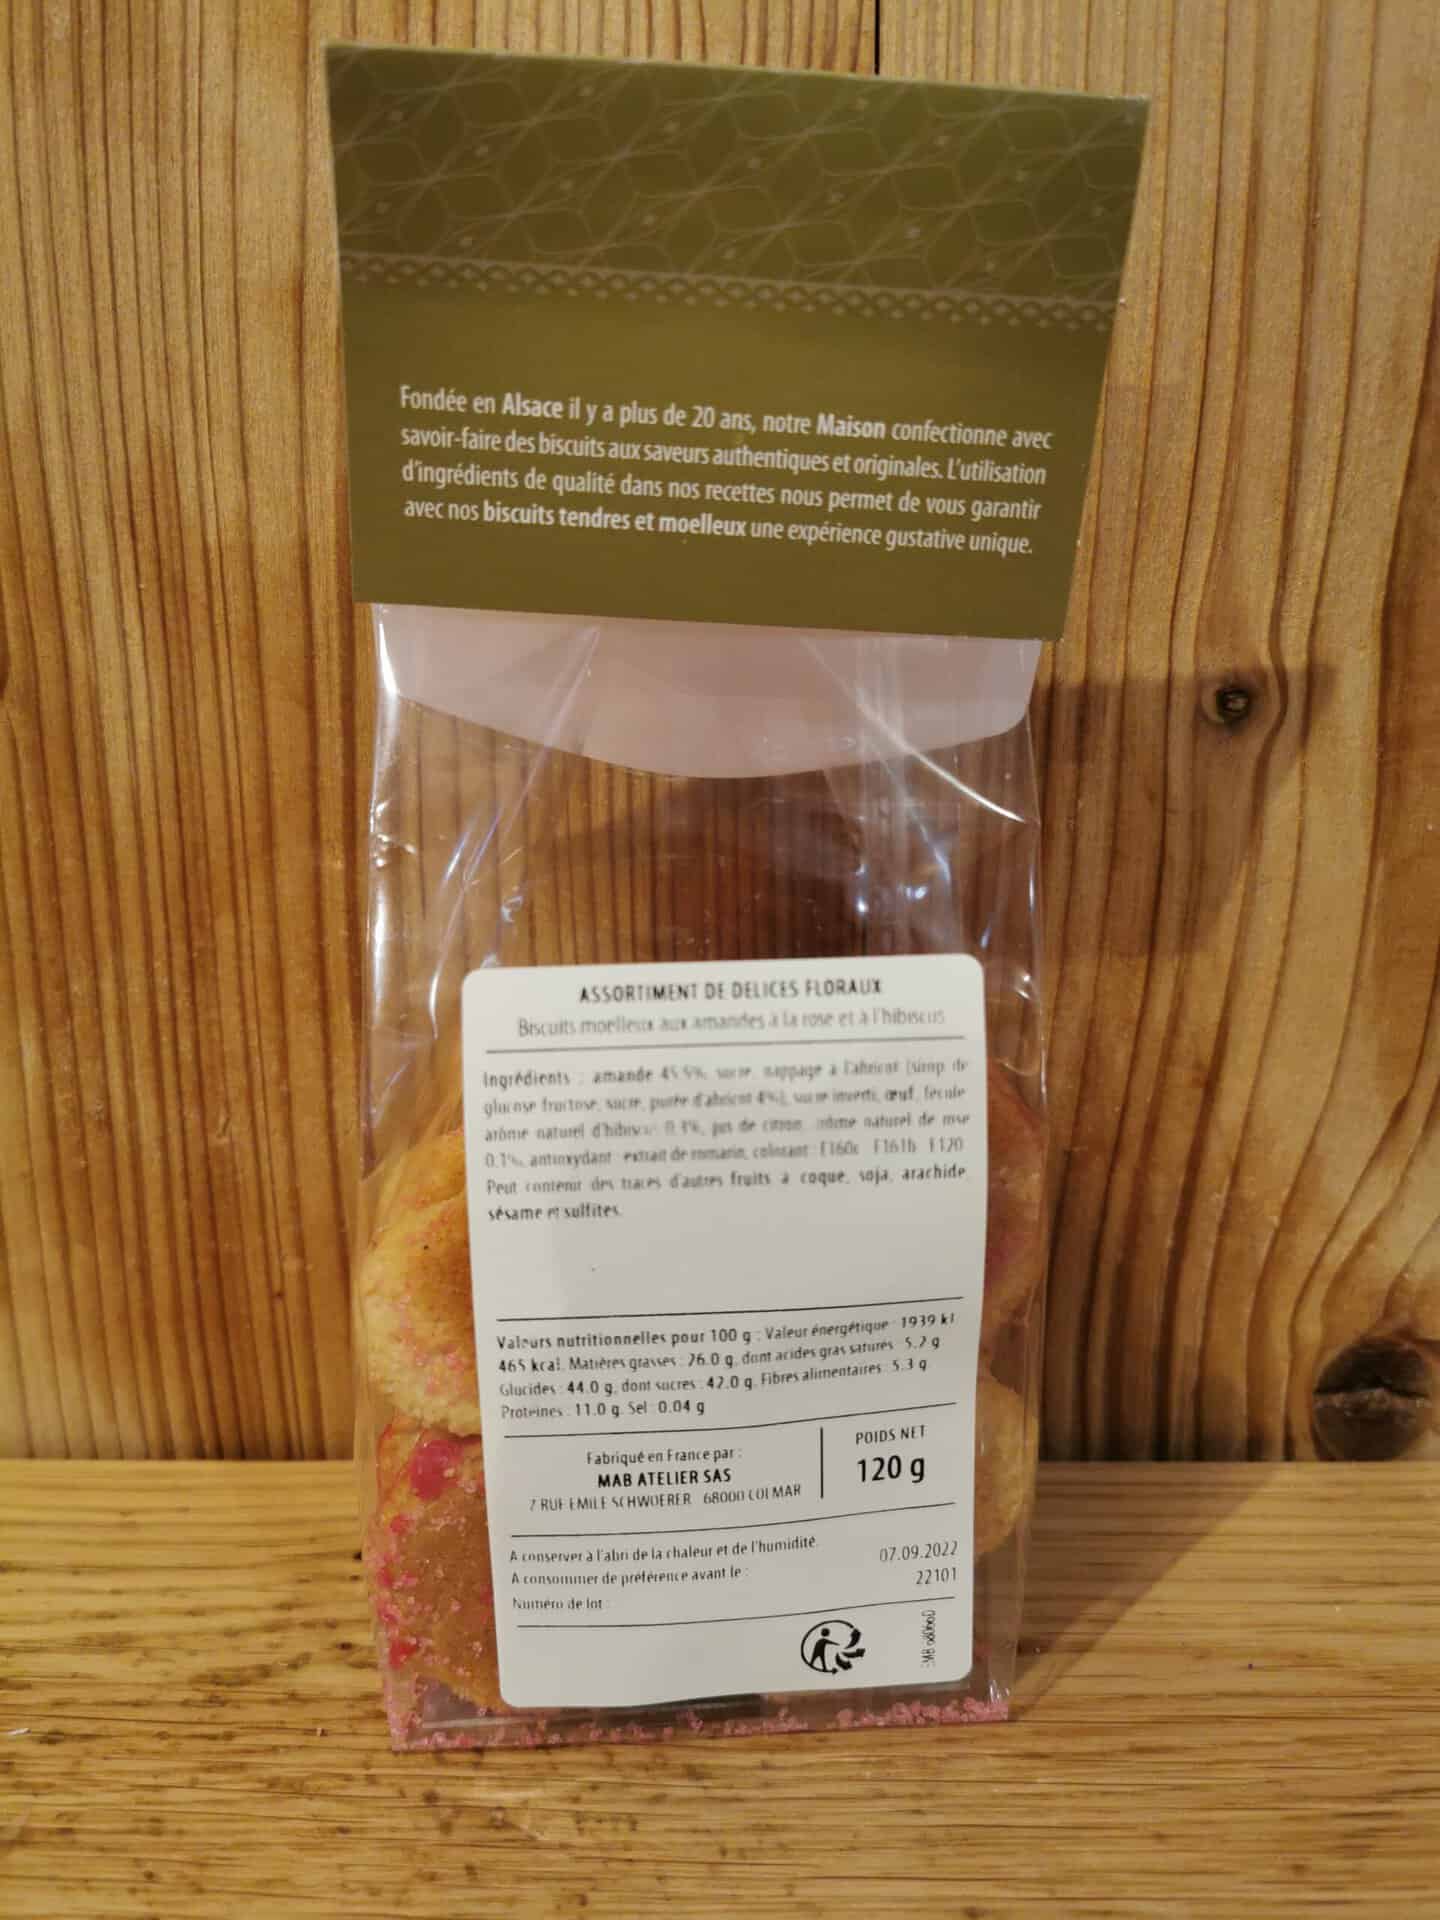 Fondée en Alsace il y a plus de 20 ans, notre Maison confectionne avec
savoir-faire des biscuits aux saveurs authentiques et originales. L'utilisation
d'ingrédients de qualité dans nos recettes nous permet de vous garantir
avec nos biscuits tendres et moelleux une expérience gustative unique.
ASSORTIMENT DE DELICES FLORAUX
Biscuits moelleux aux amandes à la rose et à l'hibiscus
Ingrédients : amande 45.5%, sucre, nappage à l'abricot (sirop de
glucose fructose, sucre, purée d'abricot 4%), sucre inverti, œuf, fécule
arôme naturel d'hibiscus 0.3%, jus de citron, arôme naturel de rose
0.1%, antioxydant : extrait de romarin, colorant : E160c E161b E120
Peut contenir des traces d'autres fruits à coque, soja, arachide,
sésame et sulfites.
Valeurs nutritionnelles pour 100 g : Valeur énergétique : 1939 kJ
465 kcal. Matières grasses : 26.0 g, dont acides gras saturés : 5.2 g
Glucides : 44.0 g, dont sucres : 42.0 g. Fibres alimentaires : 5.3 g
Proteines : 11.0 g. Sel : 0.04 g
Fabriqué en France par :
MAB ATELIER SAS
7 RUE EMILE SCHWOERER 68000 COLMAR
POIDS NET
120 g
A conserver à l'abri de la chaleur et de l'humidité.
A consommer de préférence avant le : 07.09.2022
Numéro de lot : 22101
EMB 68066D